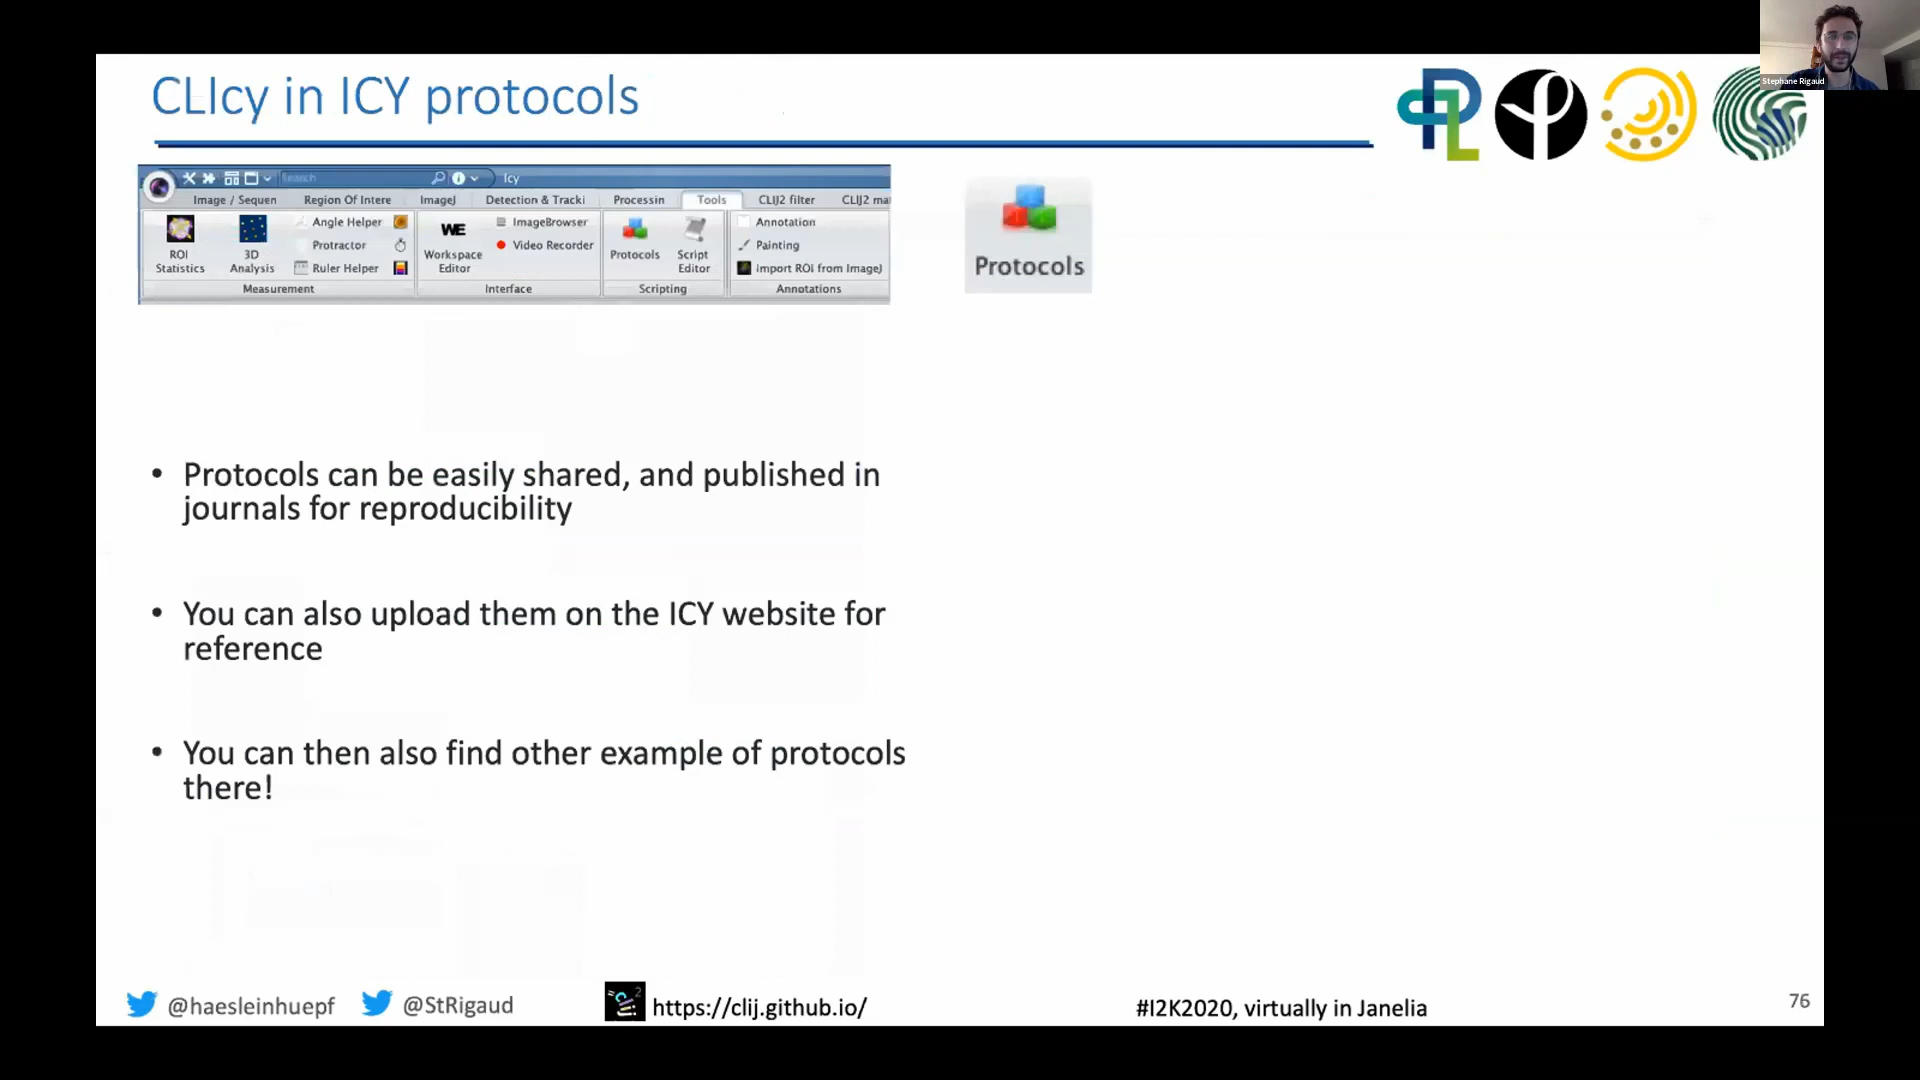 Stephane Rigaud
CLIcy in ICY protocols
Search
Icy
Image / Sequen
Region Of Intere
ImageJ
Detection & Tracki
Processin
Tools
CLIJ2 filter
CLIJ2 ma
ROI Statistics
3D Analysis
Angle Helper
Protractor
Ruler Helper
Measurement
WE
Workspace Editor
ImageBrowser
Video Recorder
Interface
Protocols
Script Editor
Scripting
Annotation
Painting
Import ROI from ImageJ
Annotations
Protocols
• Protocols can be easily shared, and published in
journals for reproducibility
• You can also upload them on the ICY website for
reference
• You can then also find other example of protocols
there!
@haesleinhuepf
@StRigaud
https://clij.github.io/
#I2K2020, virtually in Janelia
76